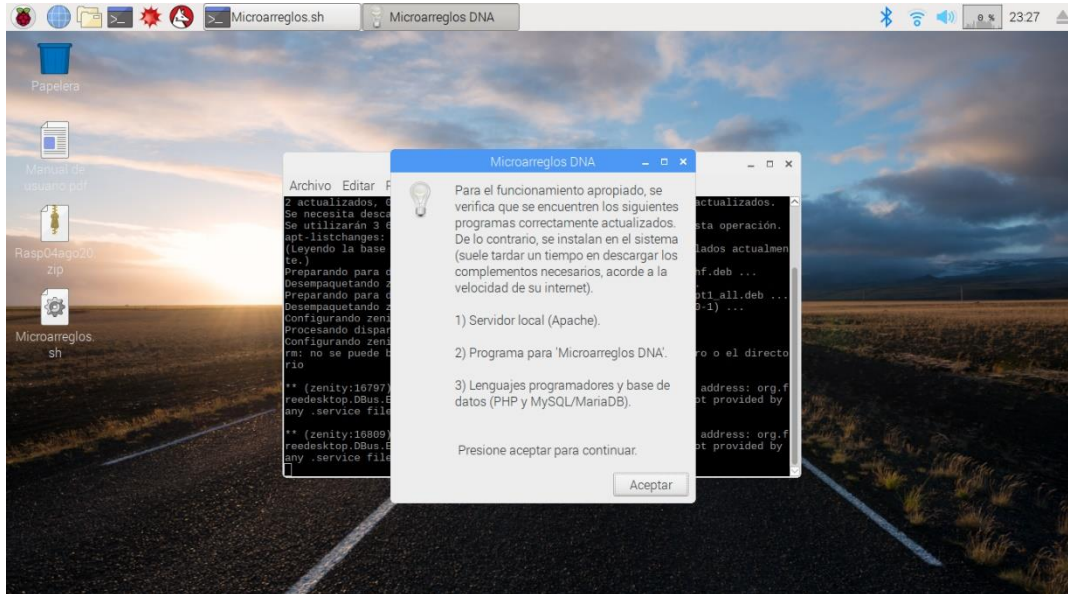 Microarreglos.sh
Microarreglos DNA
0 %
23:27
Papelera
Manual de
usuario.pdf
Rasp04ago20.
zip
Microarreglos.
sh
Archivo Editar
2 actualizados,
actualizados.
Se necesita desca
Se utilizarán 3
sta operación.
apt-listchanges:
(Leyendo la base
lados actualmen
te.)
Preparando para
nf.deb ...
Desempaquetando
Preparando para
pt1_all.deb ...
Desempaquetando
0-1) ...
Configurando zeni
Procesando dispar
Configurando zeni
rm: no se puede b
ro o el directo
rio
** (zenity:16797)
address: org.f
reedesktop.DBus.E
ot provided by
any .service file
** (zenity:16809)
address: org.f
reedesktop.DBus.E
ot provided by
any .service file
Microarreglos DNA
Para el funcionamiento apropiado, se
verifica que se encuentren los siguientes
programas correctamente actualizados.
De lo contrario, se instalan en el sistema
(suele tardar un tiempo en descargar los
complementos necesarios, acorde a la
velocidad de su internet).
1) Servidor local (Apache).
2) Programa para 'Microarreglos DNA'.
3) Lenguajes programadores y base de
datos (PHP y MySQL/MariaDB).
Presione aceptar para continuar.
Aceptar